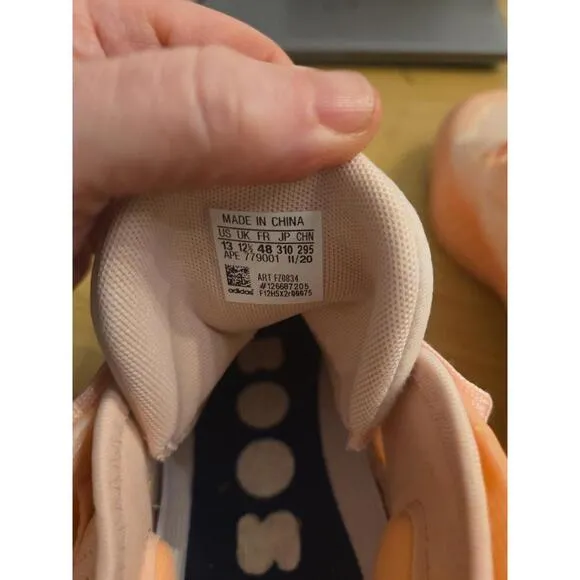 MADE IN CHINA
US UK FR JP CHN
13 12½ 48 310 295
APE 779001 11/20
ART FZ0834
#126687205
adidas F12H5X2r00075